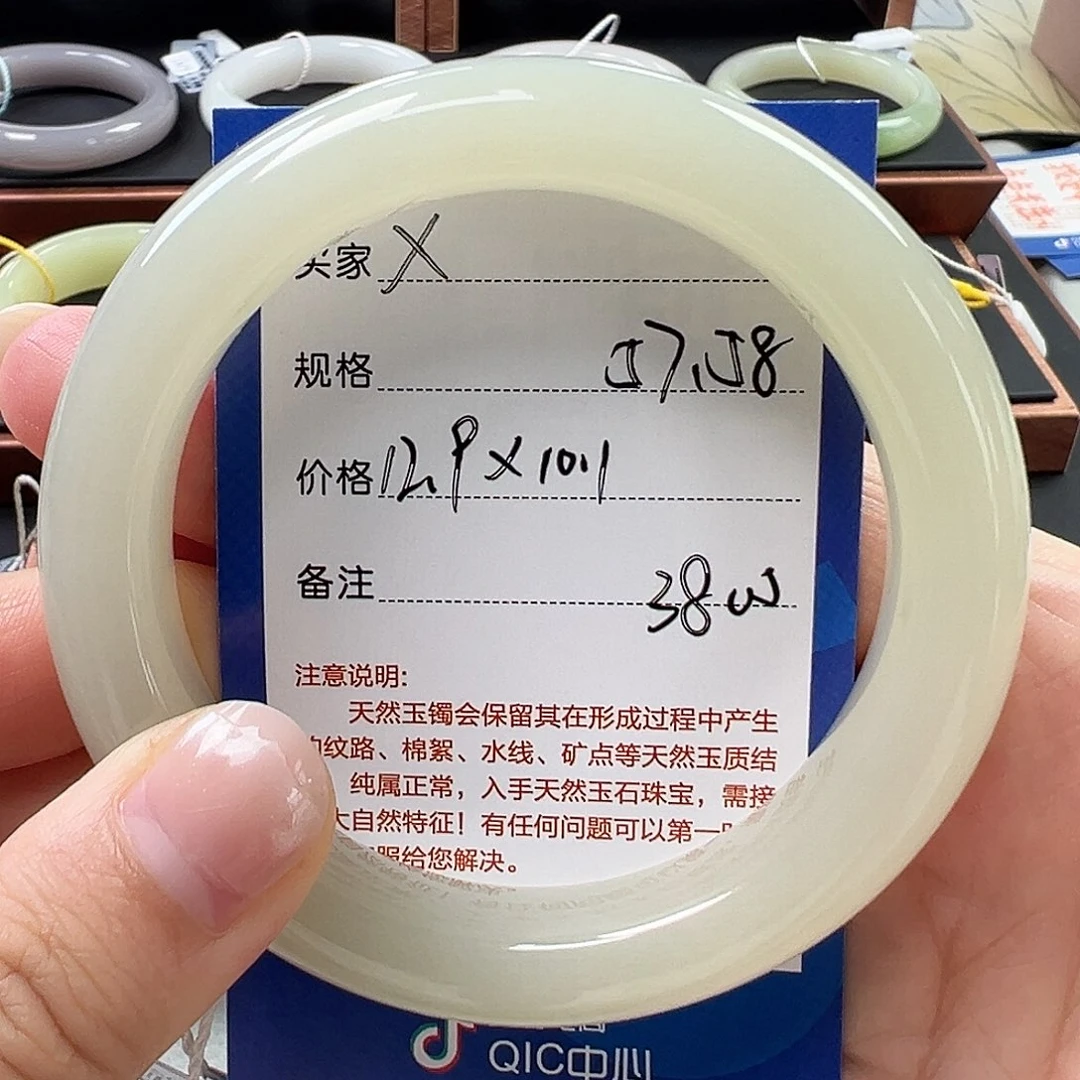 买家 X
规格 57.58
价格 12.9 X 10.1
备注 38w
注意说明:
天然玉镯会保留其在形成过程中产生
纹路、棉絮、水线、矿点等天然玉质结
纯属正常，入手天然玉石珠宝，需接
大自然特征！有任何问题可以第一
服给您解决。
QIC中心